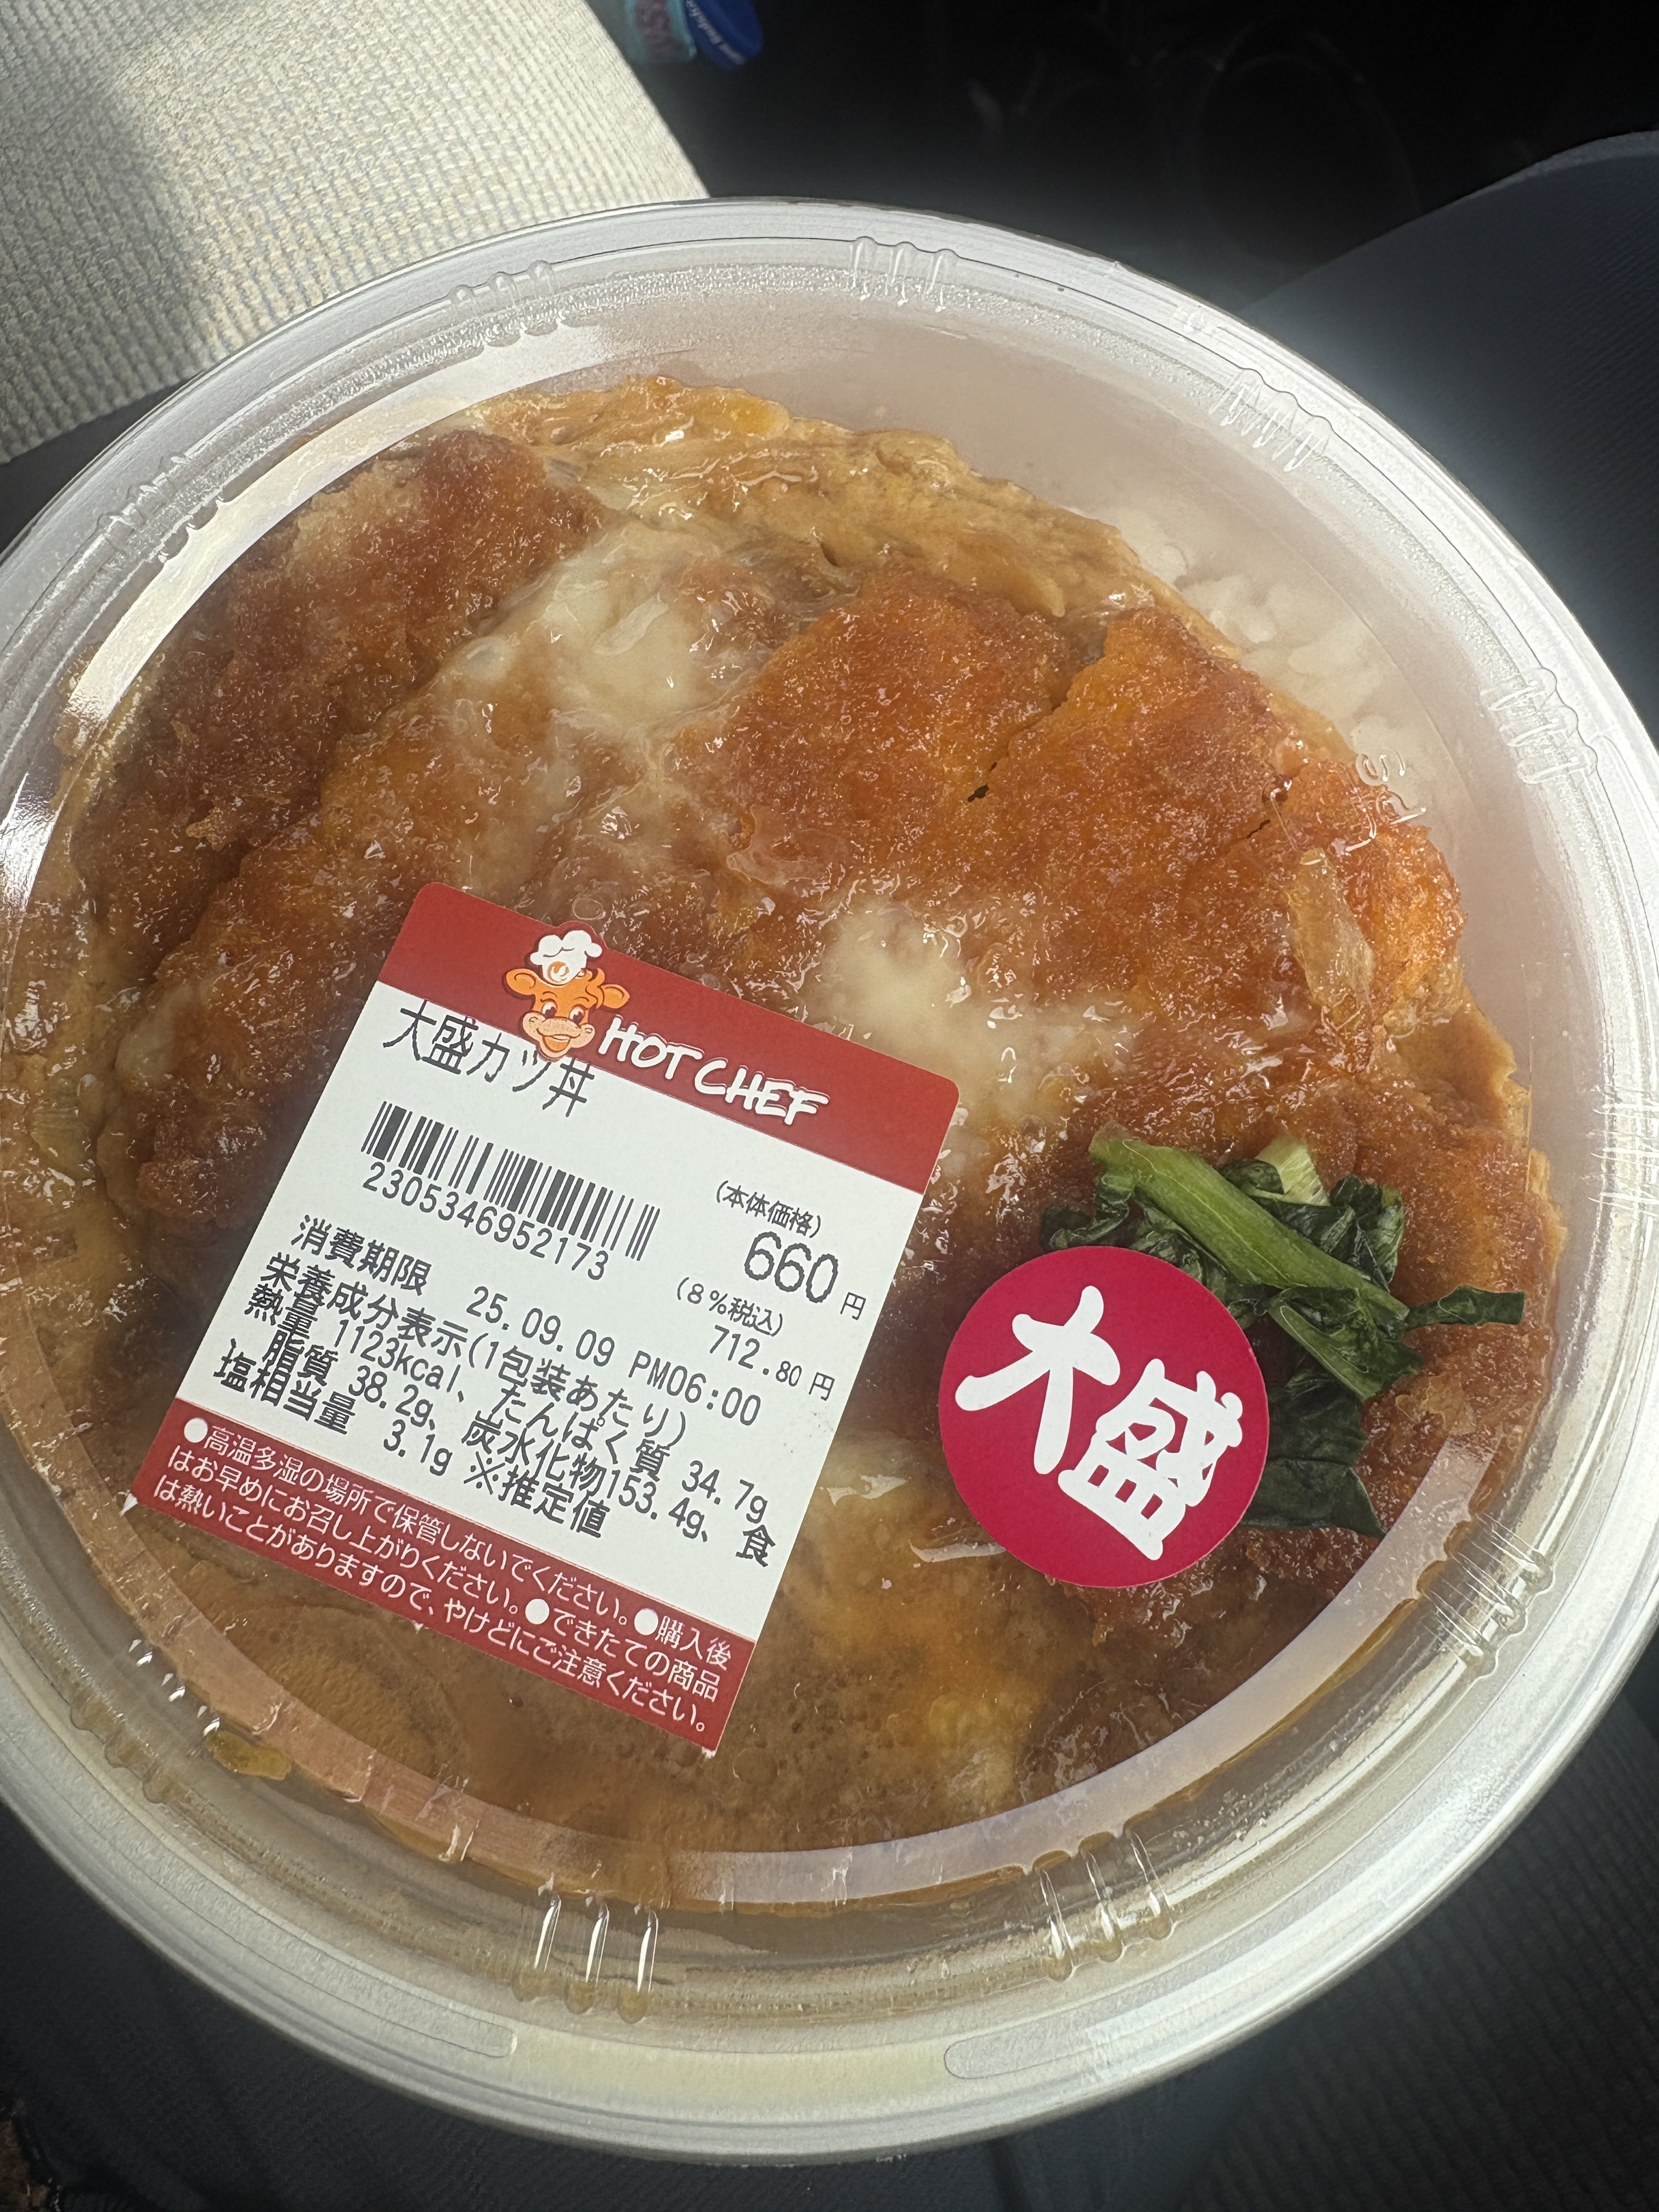 HOT CHEF
大盛カツ丼
2305346952173
(本体価格)
660円
(8%税込)
712.80円
消費期限 25.09.09 PM06:00
栄養成分表示(1包装あたり)
熱量 1123kcal、たんぱく質 34.7g
脂質 38.2g、炭水化物153.4g、食
塩相当量 3.1g ※推定値
●高温多湿の場所で保管しないでください。●購入後
はお早めにお召し上がりください。●できたての商品
は熱いことがありますので、やけどにご注意ください。
大盛